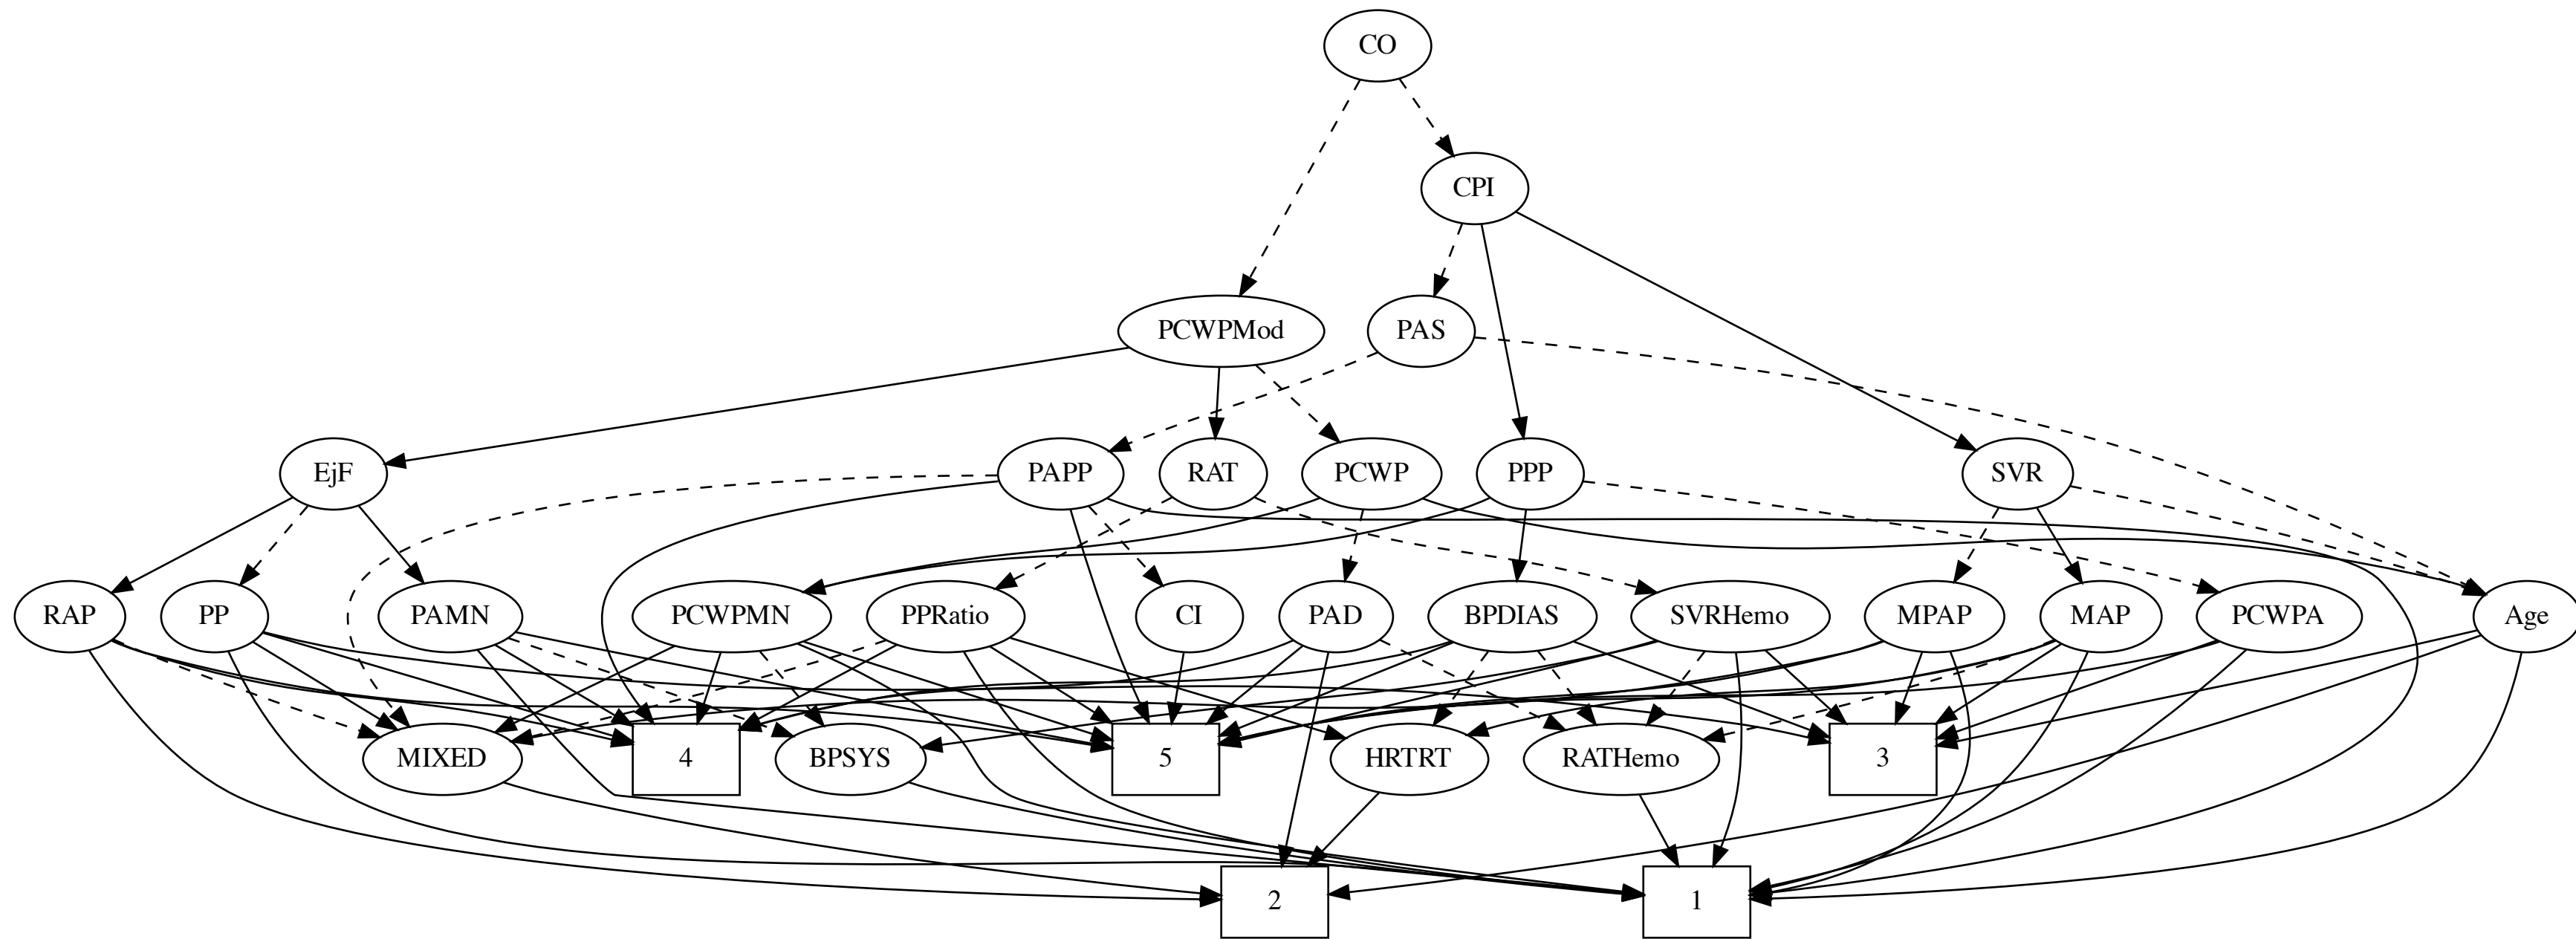 CO
CPI
PCWPMod
PAS
EjF
PAPP
RAT
PCWP
PPP
SVR
RAP
PP
PAMN
PCWPMN
PPRatio
CI
PAD
BPDIAS
SVRHemo
MPAP
MAP
PCWPA
Age
MIXED
4
BPSYS
5
HRTRT
RATHemo
3
2
1